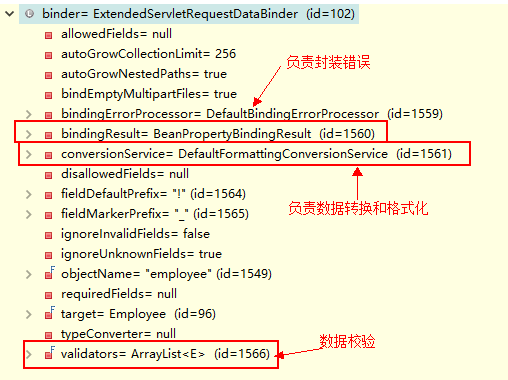 binder= ExtendedServletRequestDataBinder (id=102)
allowedFields= null
autoGrowCollectionLimit= 256
autoGrowNestedPaths= true
负责封装错误
bindEmptyMultipartFiles= true
bindingErrorProcessor= DefaultBindingErrorProcessor (id=1559)
bindingResult= BeanPropertyBindingResult (id=1560)
conversionService= DefaultFormattingConversionService (id=1561)
disallowedFields= null
fieldDefaultPrefix= "!" (id=1564)
负责数据转换和格式化
fieldMarkerPrefix= "_" (id=1565)
ignoreInvalidFields= false
ignoreUnknownFields= true
objectName= "employee" (id=1549)
requiredFields= null
target= Employee (id=96)
typeConverter= null
数据校验
validators= ArrayList<E> (id=1566)